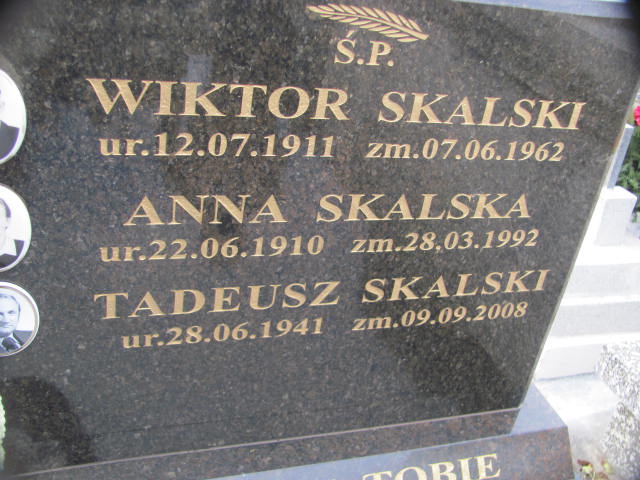 Ś.P.
WIKTOR SKALSKI
ur.12.07.1911 zm.07.06.1962
ANNA SKALSKA
ur.22.06.1910 zm.28.03.1992
TADEUSZ SKALSKI
ur.28.06.1941 zm.09.09.2008
TOBIE